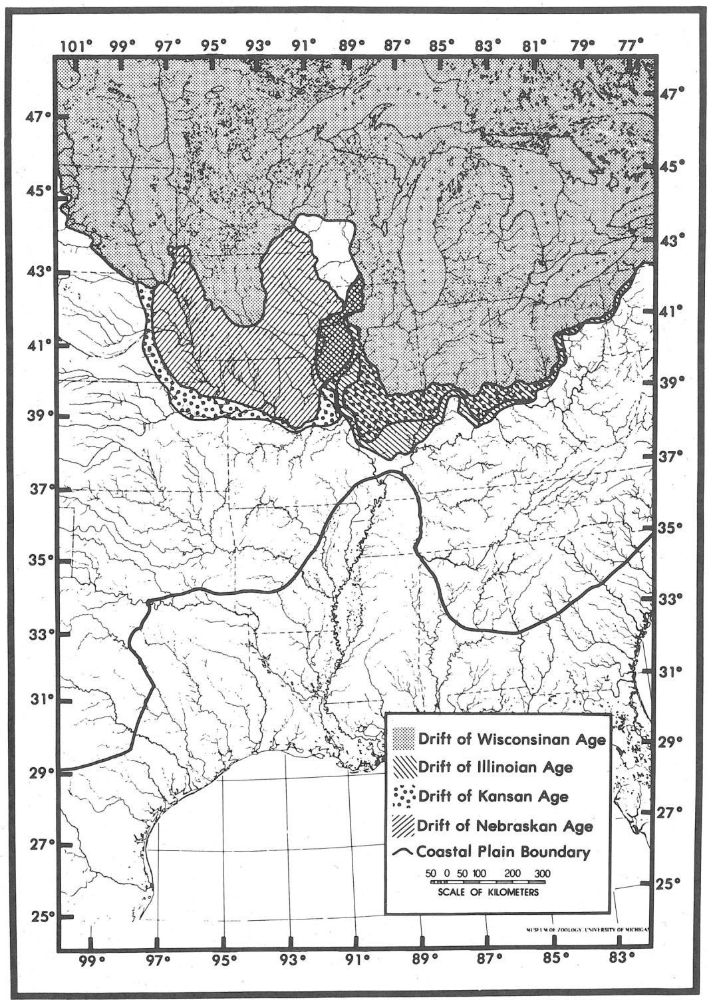 101° 99° 97° 95° 93° 91° 89° 87° 85° 83° 81° 79° 77°
47°
47°
45°
45°
43°
43°
41°
41°
39°
39°
37°
37°
35°
35°
33°
33°
31°
31°
29°
29°
27°
27°
25°
25°
Drift of Wisconsinan Age
Drift of Illinoian Age
Drift of Kansan Age
Drift of Nebraskan Age
Coastal Plain Boundary
50 0 50 100 200 300
SCALE OF KILOMETERS
MUSEUM OF ZOOLOGY, UNIVERSITY OF MICHIGAN
99° 97° 95° 93° 91° 89° 87° 85° 83°